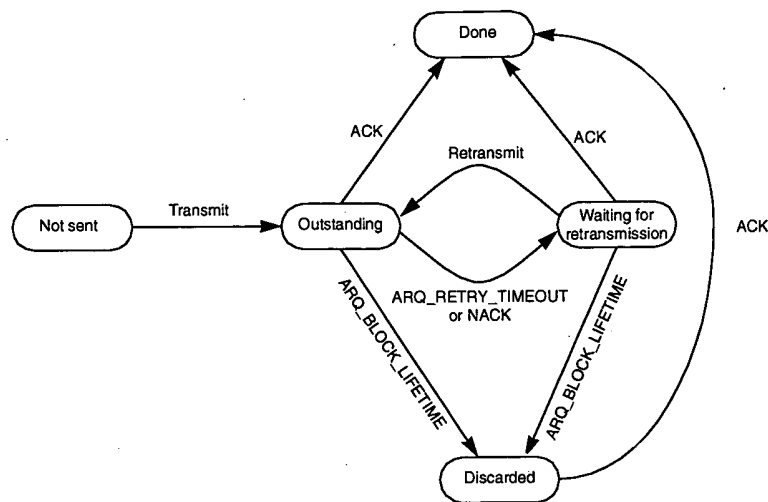 Done
ACK
ACK
Retransmit
Not sent
Transmit
Outstanding
Waiting for
retransmission
ACK
ARQ_RETRY_TIMEOUT
or NACK
ARQ_BLOCK_LIFETIME
ARQ_BLOCK_LIFETIME
Discarded